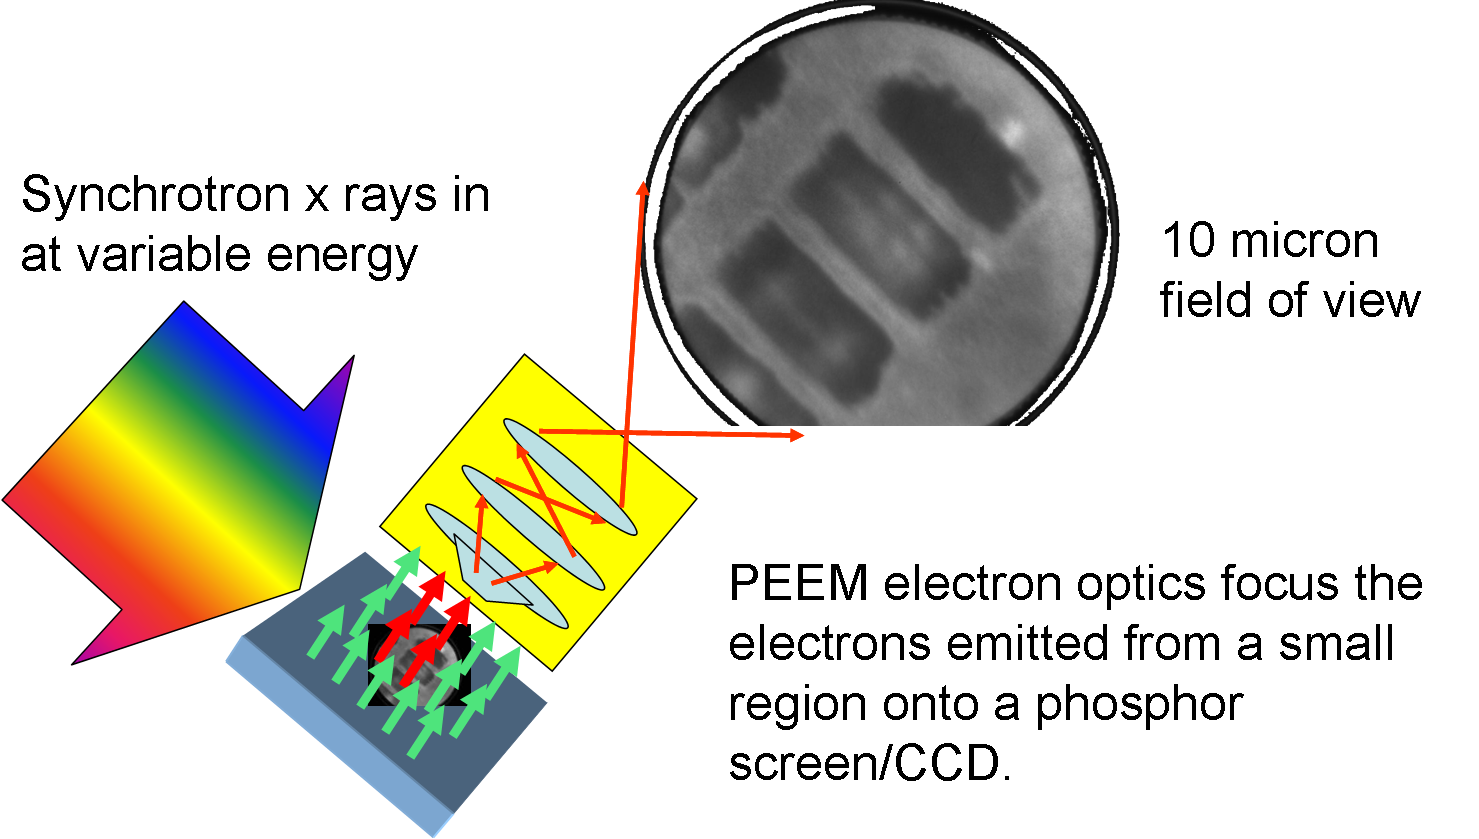 Synchrotron x rays in
at variable energy
10 micron
field of view
PEEM electron optics focus the
electrons emitted from a small
region onto a phosphor
screen/CCD.